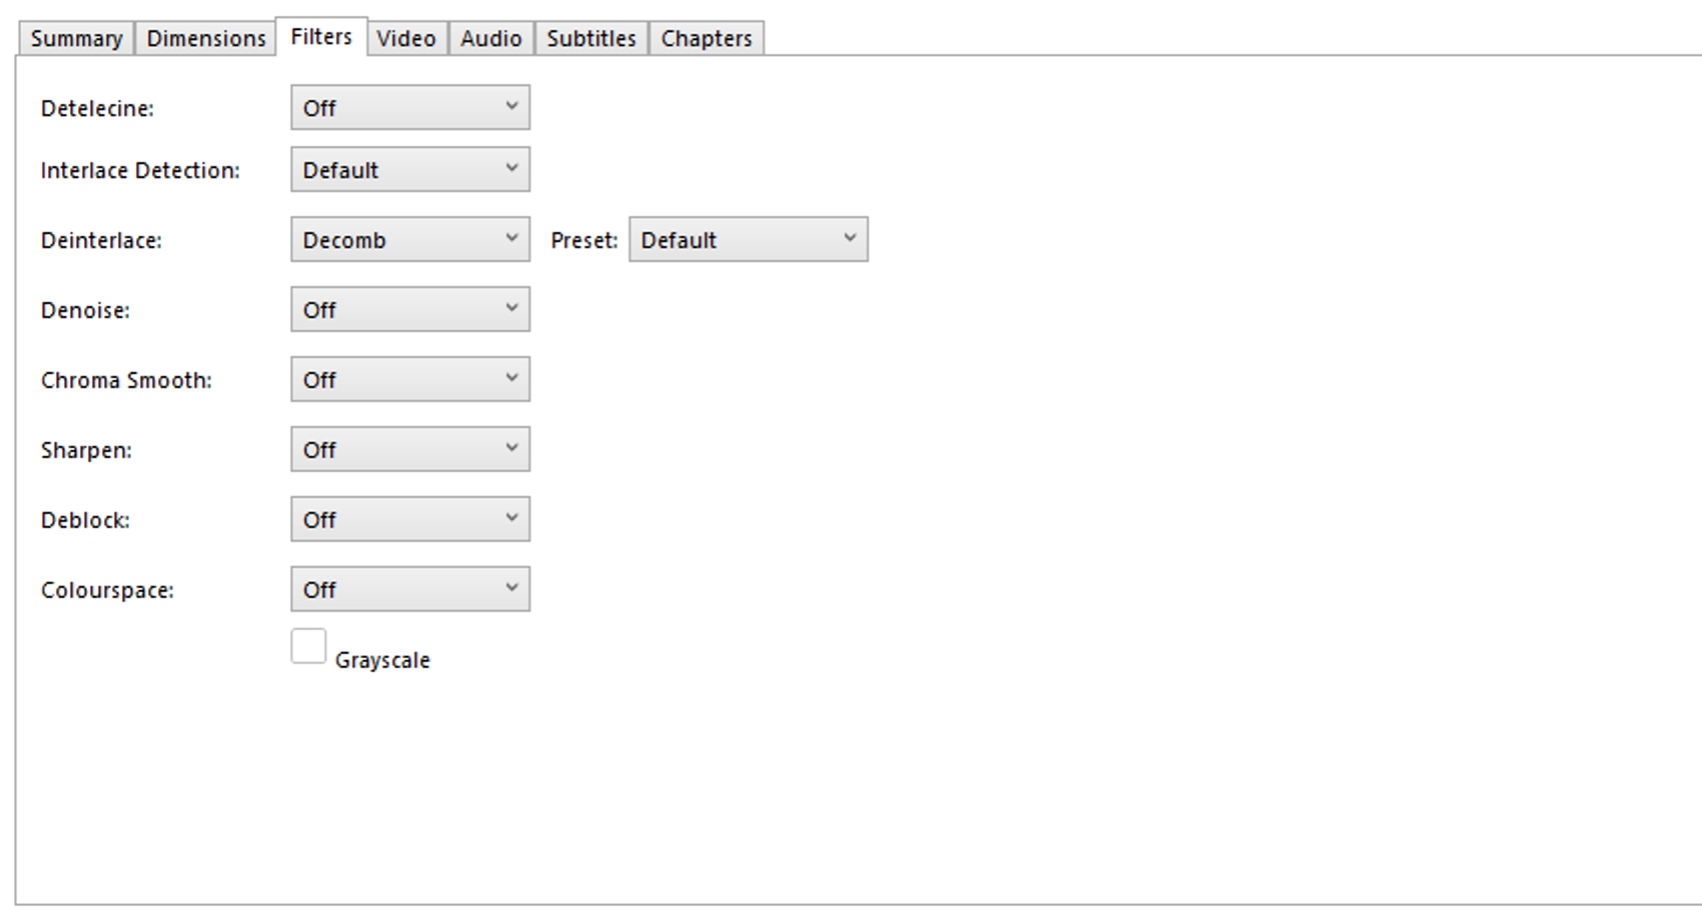 Summary Dimensions Filters Video Audio Subtitles Chapters
Detelecine: Off
Interlace Detection: Default
Deinterlace: Decomb Preset: Default
Denoise: Off
Chroma Smooth: Off
Sharpen: Off
Deblock: Off
Colourspace: Off
Grayscale